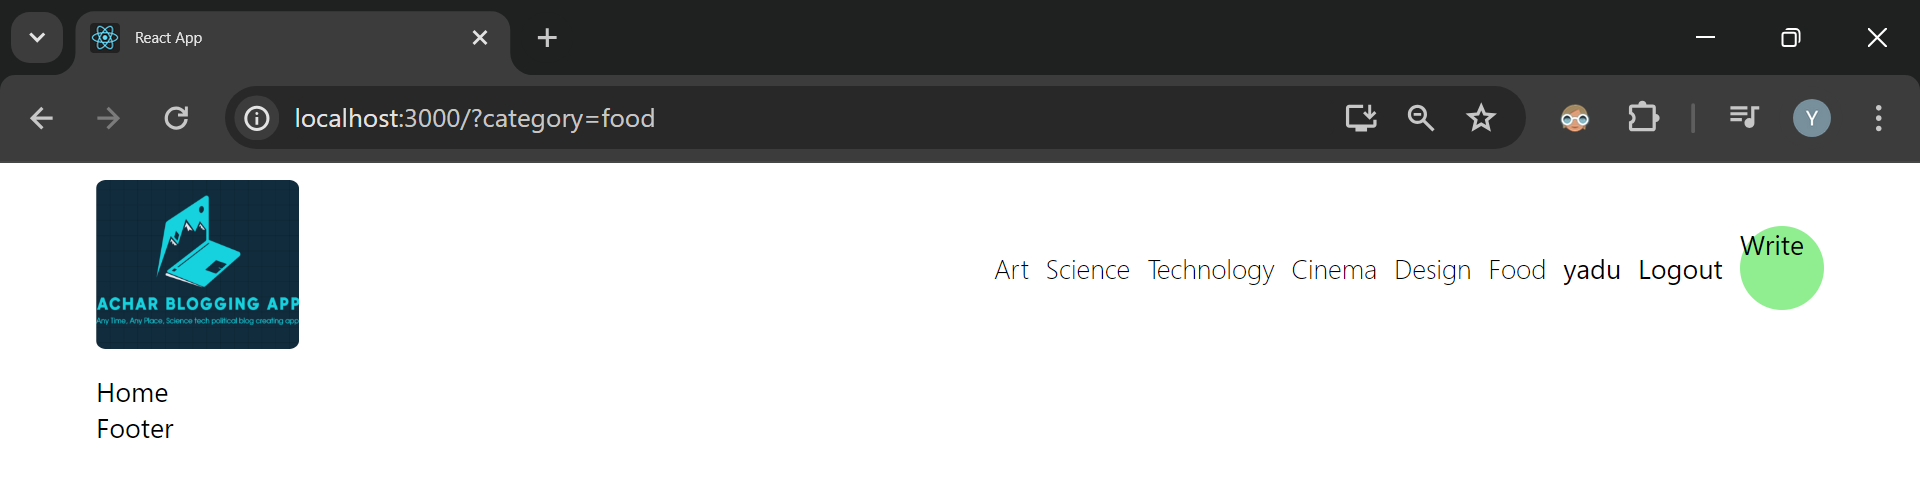 React App
localhost:3000/?category=food
Y
ACHAR BLOGGING APP
Any Time, Any Place, Science tech political blog creating app
Art Science Technology Cinema Design Food yadu Logout Write
Home
Footer